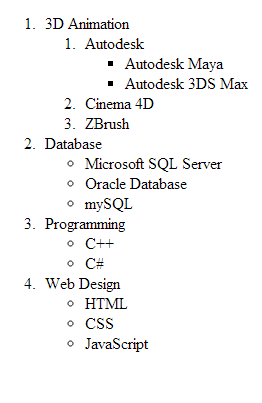 1. 3D Animation
1. Autodesk
▪ Autodesk Maya
▪ Autodesk 3DS Max
2. Cinema 4D
3. ZBrush
2. Database
○ Microsoft SQL Server
○ Oracle Database
○ mySQL
3. Programming
○ C++
○ C#
4. Web Design
○ HTML
○ CSS
○ JavaScript